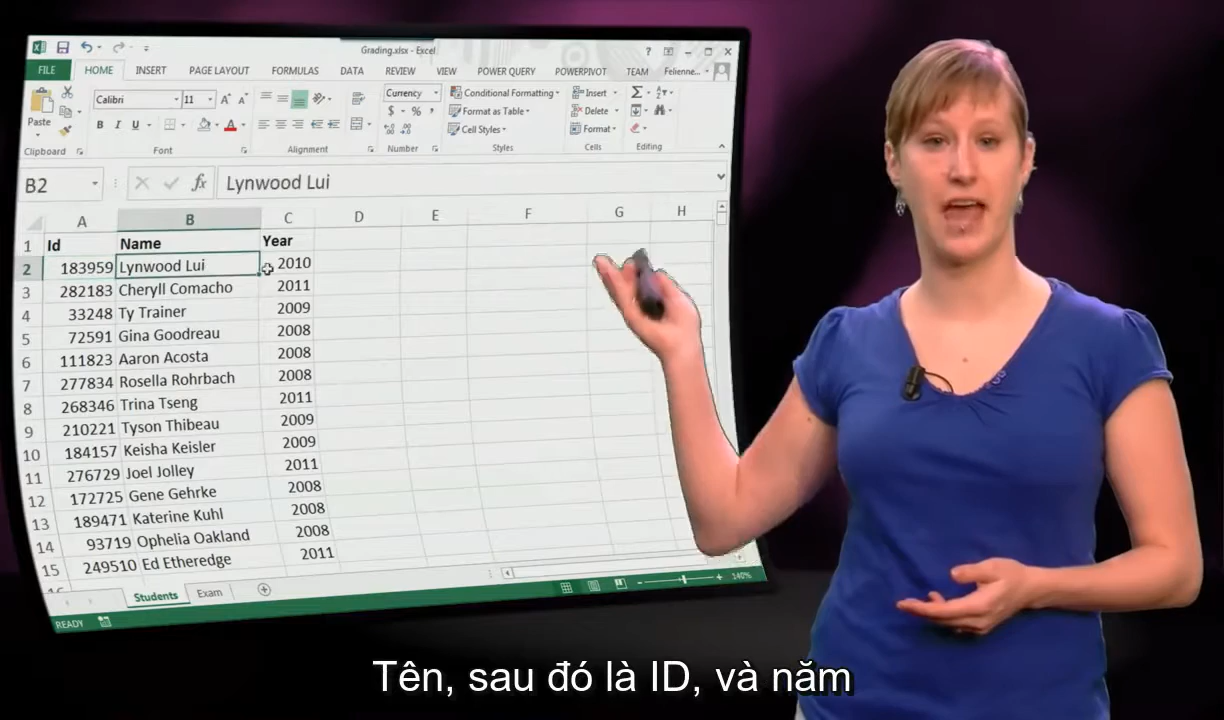 Grading.xlsx - Excel
FILE HOME INSERT PAGE LAYOUT FORMULAS DATA REVIEW VIEW POWER QUERY POWERPIVOT TEAM Felienne...
Paste
Calibri 11
B I U
Currency
$ % ,
Conditional Formatting
Format as Table
Cell Styles
Insert
Delete
Format
Clipboard Font Alignment Number Styles Cells Editing
B2 fx Lynwood Lui
A B C D E F G H
1 Id Name Year
2 183959 Lynwood Lui 2010
3 282183 Cheryll Comacho 2011
4 33248 Ty Trainer 2009
5 72591 Gina Goodreau 2008
6 111823 Aaron Acosta 2008
7 277834 Rosella Rohrbach 2008
8 268346 Trina Tseng 2011
9 210221 Tyson Thibeau 2009
10 184157 Keisha Keisler 2009
11 276729 Joel Jolley 2011
12 172725 Gene Gehrke 2008
13 189471 Katerine Kuhl 2008
14 93719 Ophelia Oakland 2008
15 249510 Ed Etheredge 2011
Students Exam
READY 140%
Tên, sau đó là ID, và năm